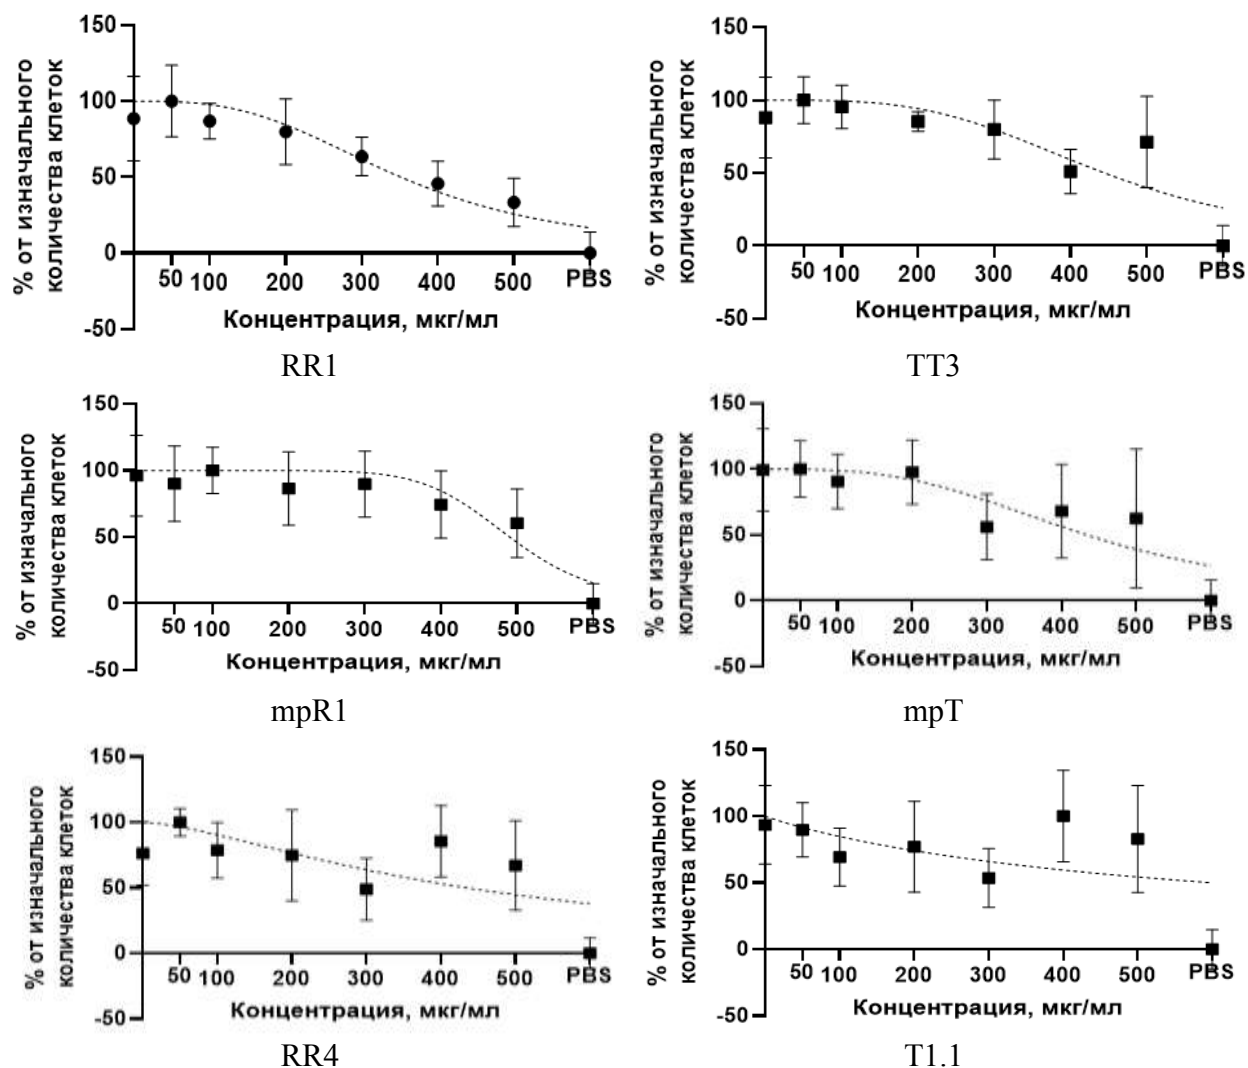 150
100
50
0
-50
% от изначального
количества клеток
50 100 200 300 400 500 PBS
Концентрация, мкг/мл
RR1
150
100
50
0
-50
% от изначального
количества клеток
50 100 200 300 400 500 PBS
Концентрация, мкг/мл
TT3
150
100
50
0
-50
% от изначального
количества клеток
50 100 200 300 400 500 PBS
Концентрация, мкг/мл
mpR1
150
100
50
0
-50
% от изначального
количества клеток
50 100 200 300 400 500 PBS
Концентрация, мкг/мл
mpT
150
100
50
0
-50
% от изначального
количества клеток
50 100 200 300 400 500 PBS
Концентрация, мкг/мл
RR4
150
100
50
0
-50
% от изначального
количества клеток
50 100 200 300 400 500 PBS
Концентрация, мкг/мл
T1.1